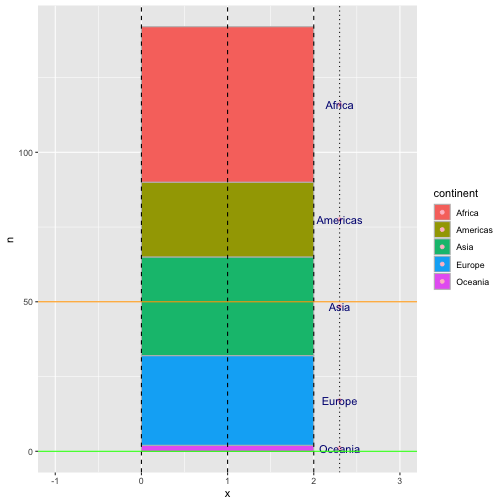 Africa
Americas
Asia
Europe
Oceania
100
50
0
n
-1
0
1
2
3
x
continent
Africa
Americas
Asia
Europe
Oceania